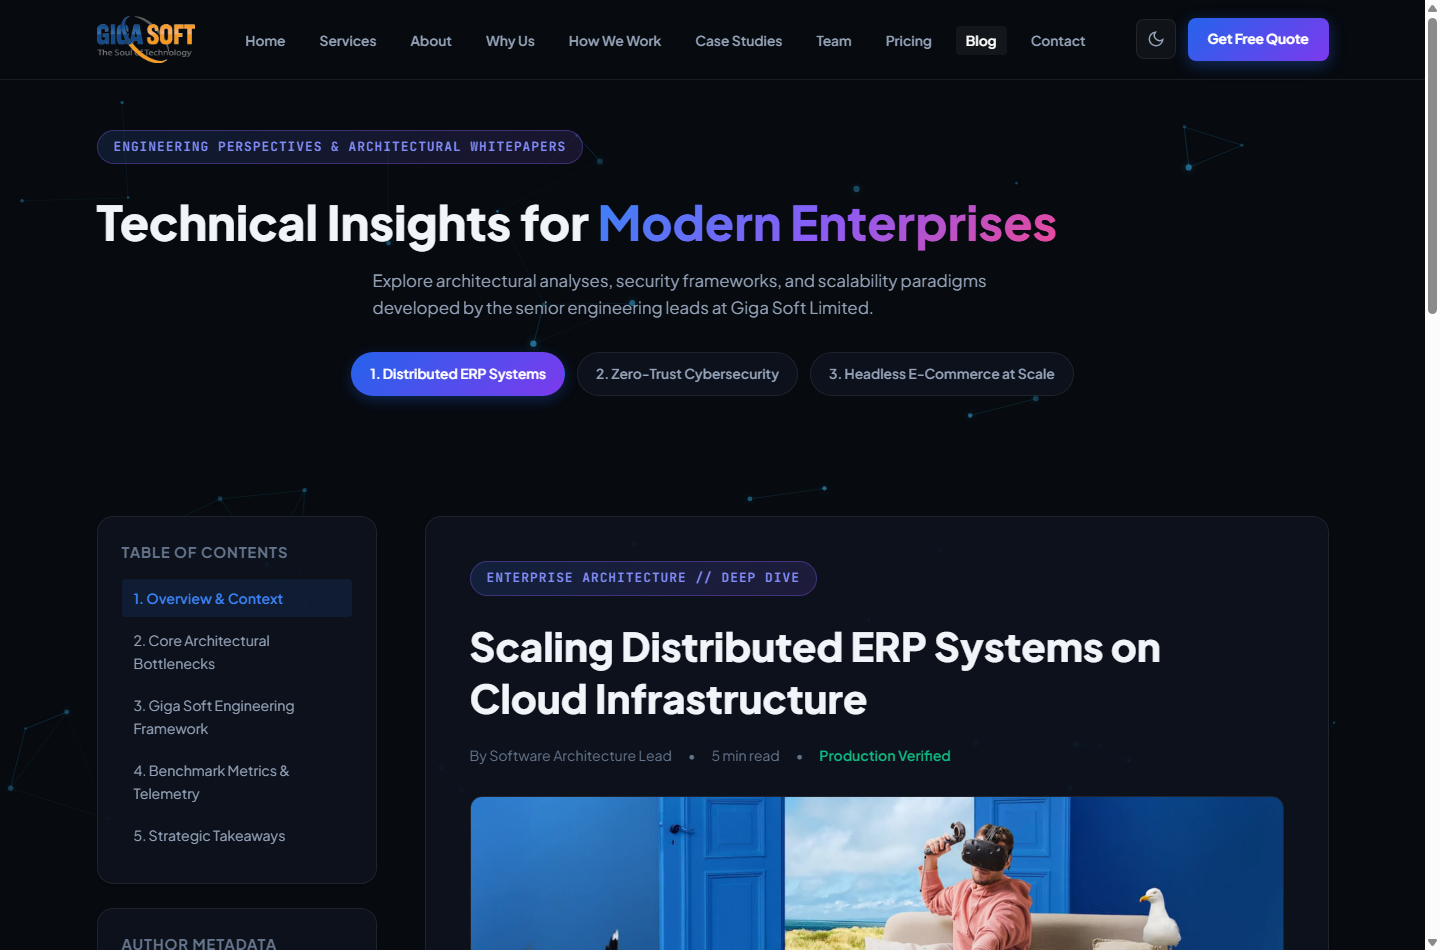 GIGA SOFT
The Soul of Technology
Home
Services
About
Why Us
How We Work
Case Studies
Team
Pricing
Blog
Contact
Get Free Quote
ENGINEERING PERSPECTIVES & ARCHITECTURAL WHITEPAPERS
Technical Insights for Modern Enterprises
Explore architectural analyses, security frameworks, and scalability paradigms
developed by the senior engineering leads at Giga Soft Limited.
1. Distributed ERP Systems
2. Zero-Trust Cybersecurity
3. Headless E-Commerce at Scale
TABLE OF CONTENTS
1. Overview & Context
2. Core Architectural
Bottlenecks
3. Giga Soft Engineering
Framework
4. Benchmark Metrics &
Telemetry
5. Strategic Takeaways
AUTHOR METADATA
ENTERPRISE ARCHITECTURE // DEEP DIVE
Scaling Distributed ERP Systems on
Cloud Infrastructure
By Software Architecture Lead • 5 min read • Production Verified